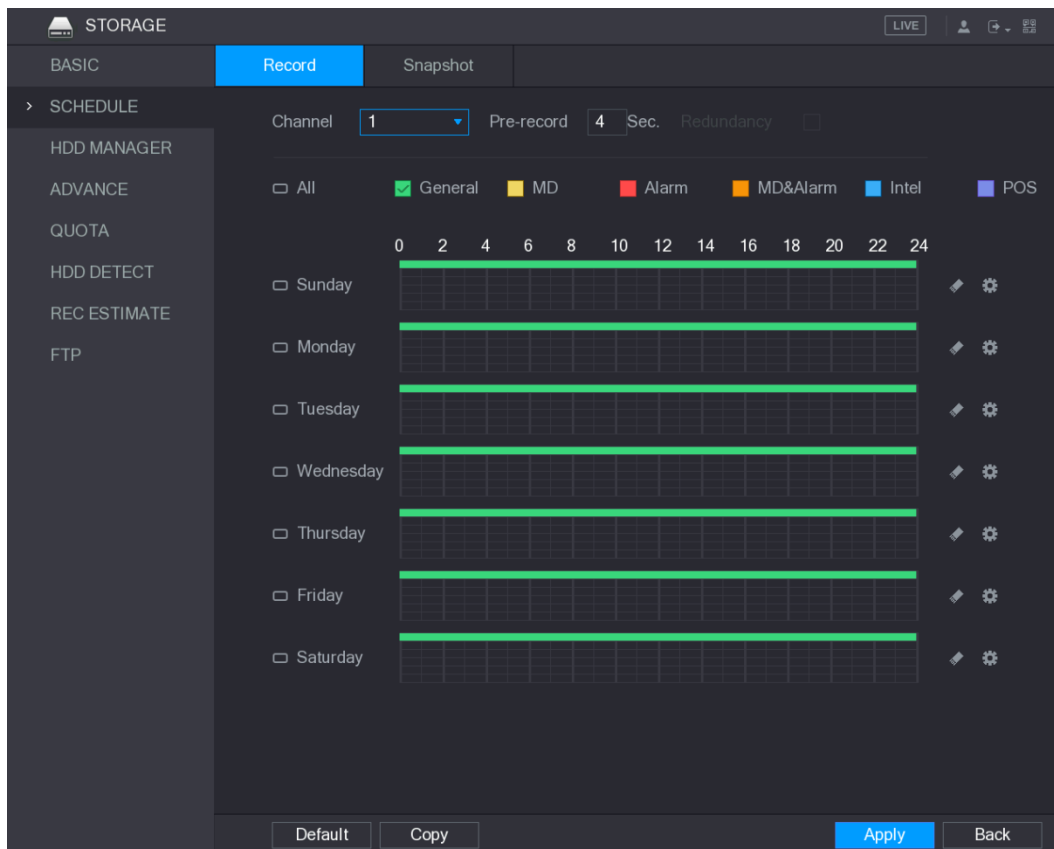 STORAGE LIVE
BASIC Record Snapshot
> SCHEDULE
Channel 1 Pre-record 4 Sec. Redundancy
HDD MANAGER
ADVANCE All General MD Alarm MD&Alarm Intel POS
QUOTA
0 2 4 6 8 10 12 14 16 18 20 22 24
HDD DETECT
Sunday
REC ESTIMATE
Monday
FTP
Tuesday
Wednesday
Thursday
Friday
Saturday
Default Copy Apply Back